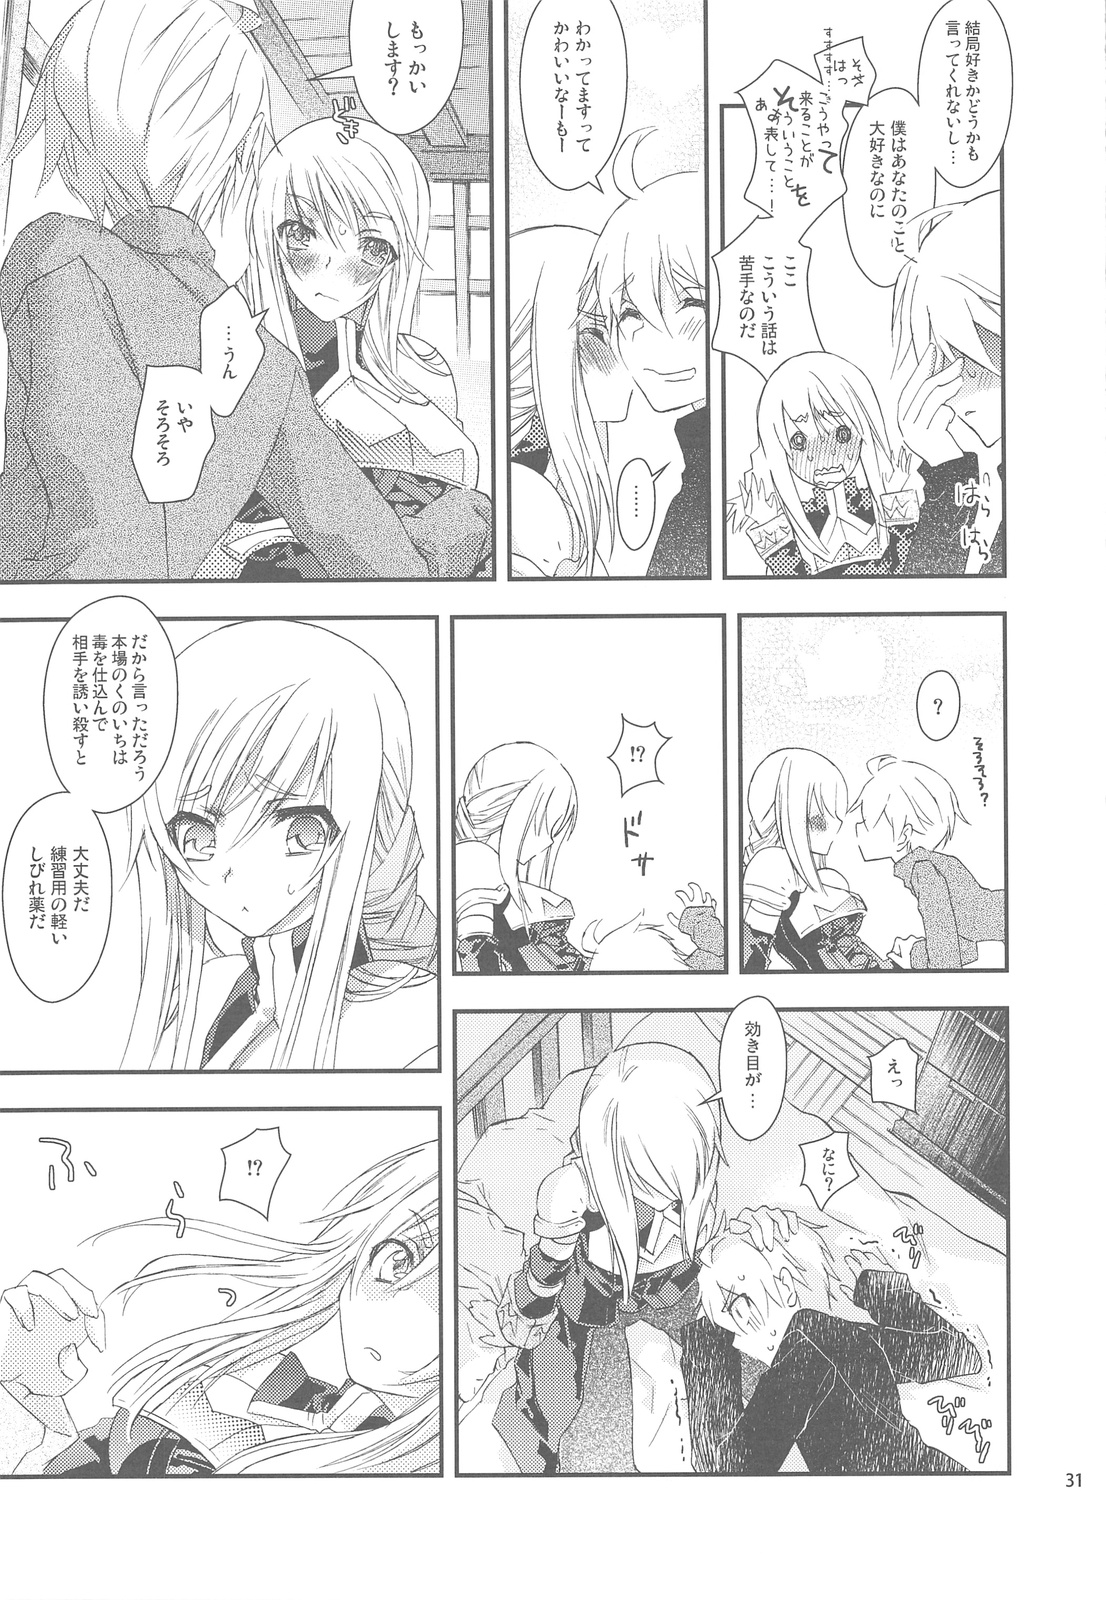 結局好きかどうかも
言ってくれないし…
僕はあなたのこと
大好きなのに
そそさ
はっ
すすすす…
こうやって
来ることが
そういうことを
あ
表して…!
ここ
こういう話は
苦手なのだ
はら
はら
わかってますって
かわいいなーもー
……
もっかい
します?
どき
…うん
いや
そろそろ
?
そろそろ?
!?
ドサ
えっ
なに?
効き目が…
だから言っただろう
本場のくのいちは
毒を仕込んで
相手を誘い殺すと
大丈夫だ
練習用の軽い
しびれ薬だ
!?
ふら
31